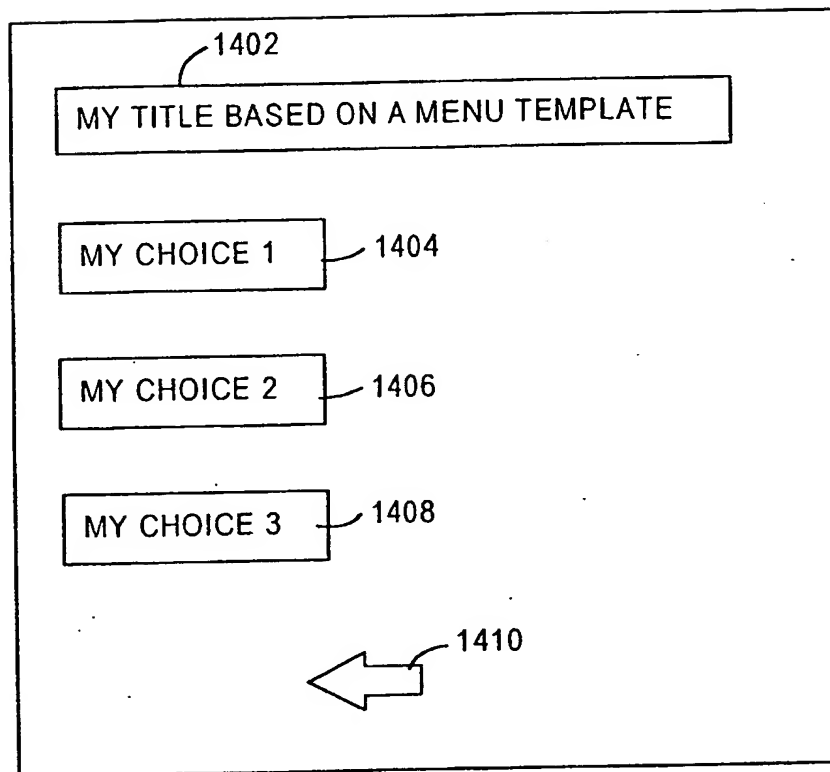 1402
MY TITLE BASED ON A MENU TEMPLATE
MY CHOICE 1
1404
MY CHOICE 2
1406
MY CHOICE 3
1408
1410